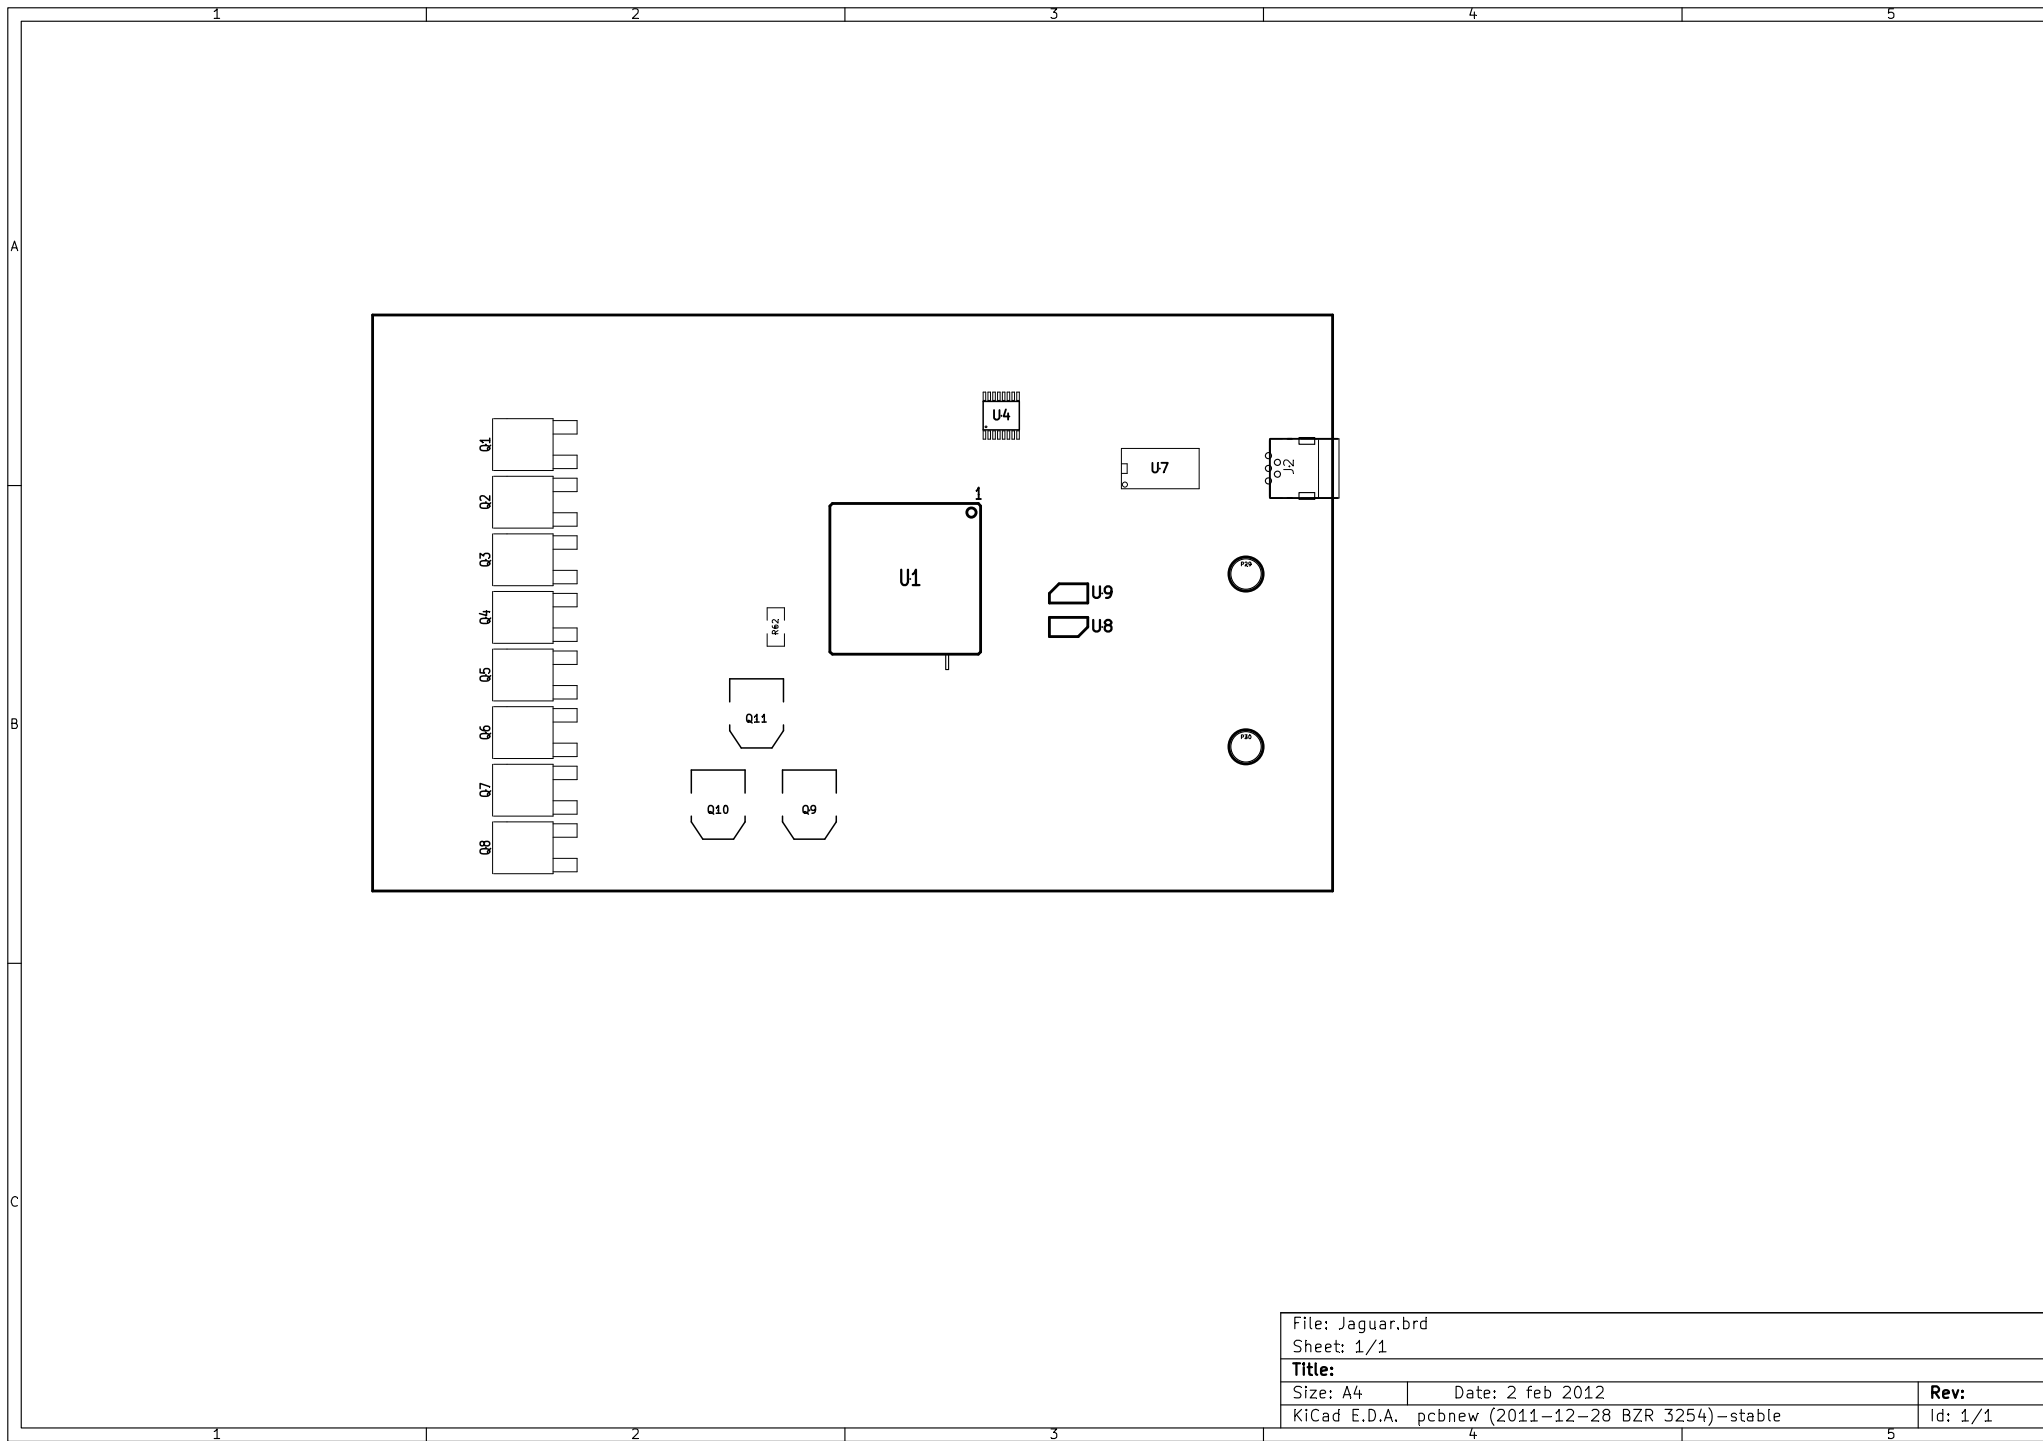 1 2 3 4 5
A
U4
Q1
U7
J2
1
Q2
Q3
P29
U1
U9
Q4
R62
U8
Q5
Q11
B
Q6
P30
Q7
Q10
Q9
Q8
C
File: Jaguar.brd
Sheet: 1/1
Title:
Size: A4 Date: 2 feb 2012 Rev:
KiCad E.D.A. pcbnew (2011-12-28 BZR 3254)-stable Id: 1/1
1 2 3 4 5